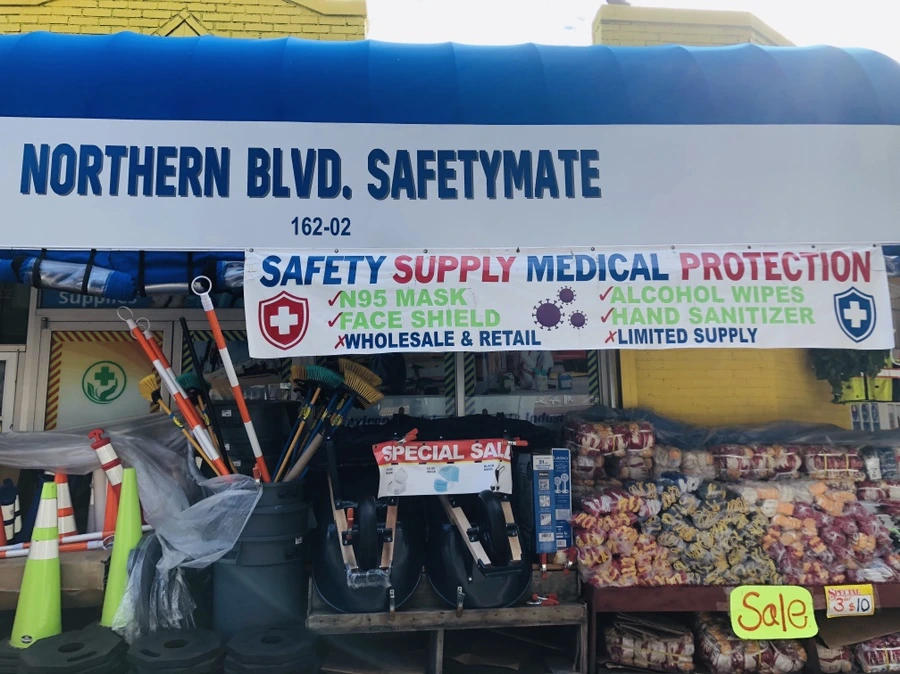 NORTHERN BLVD. SAFETYMATE
162-02
SAFETY SUPPLY MEDICAL PROTECTION
✓N95 MASK
✓FACE SHIELD
✗WHOLESALE & RETAIL
✓ALCOHOL WIPES
✓HAND SANITIZER
✗LIMITED SUPPLY
Supplies
SPECIAL SALE
Sale
SPECIAL
3 $10